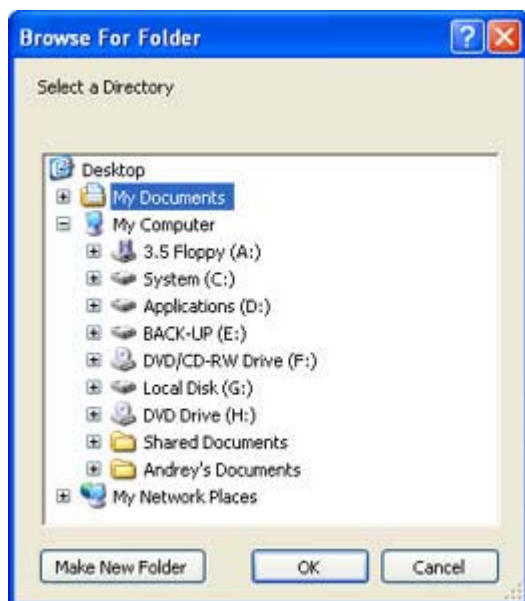 Browse For Folder
Select a Directory
Desktop
My Documents
My Computer
3.5 Floppy (A:)
System (C:)
Applications (D:)
BACK-UP (E:)
DVD/CD-RW Drive (F:)
Local Disk (G:)
DVD Drive (H:)
Shared Documents
Andrey's Documents
My Network Places
Make New Folder OK Cancel